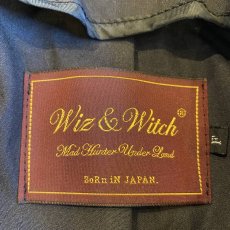 Wiz & Witch®
Mad Hunter Under Land
BoRn iN JAPAN.